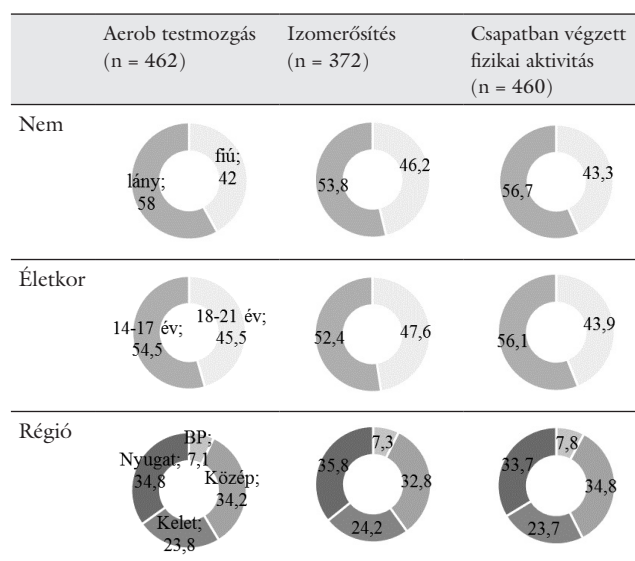 Aerob testmozgás
(n = 462)
Izomerősítés
(n = 372)
Csapatban végzett
fizikai aktivitás
(n = 460)
Nem
fiú;
42
lány;
58
46,2
53,8
43,3
56,7
Életkor
18-21 év;
45,5
14-17 év;
54,5
47,6
52,4
43,9
56,1
Régió
BP;
7,1
Közép;
34,2
Kelet;
23,8
Nyugat;
34,8
7,3
32,8
24,2
35,8
7,8
34,8
23,7
33,7